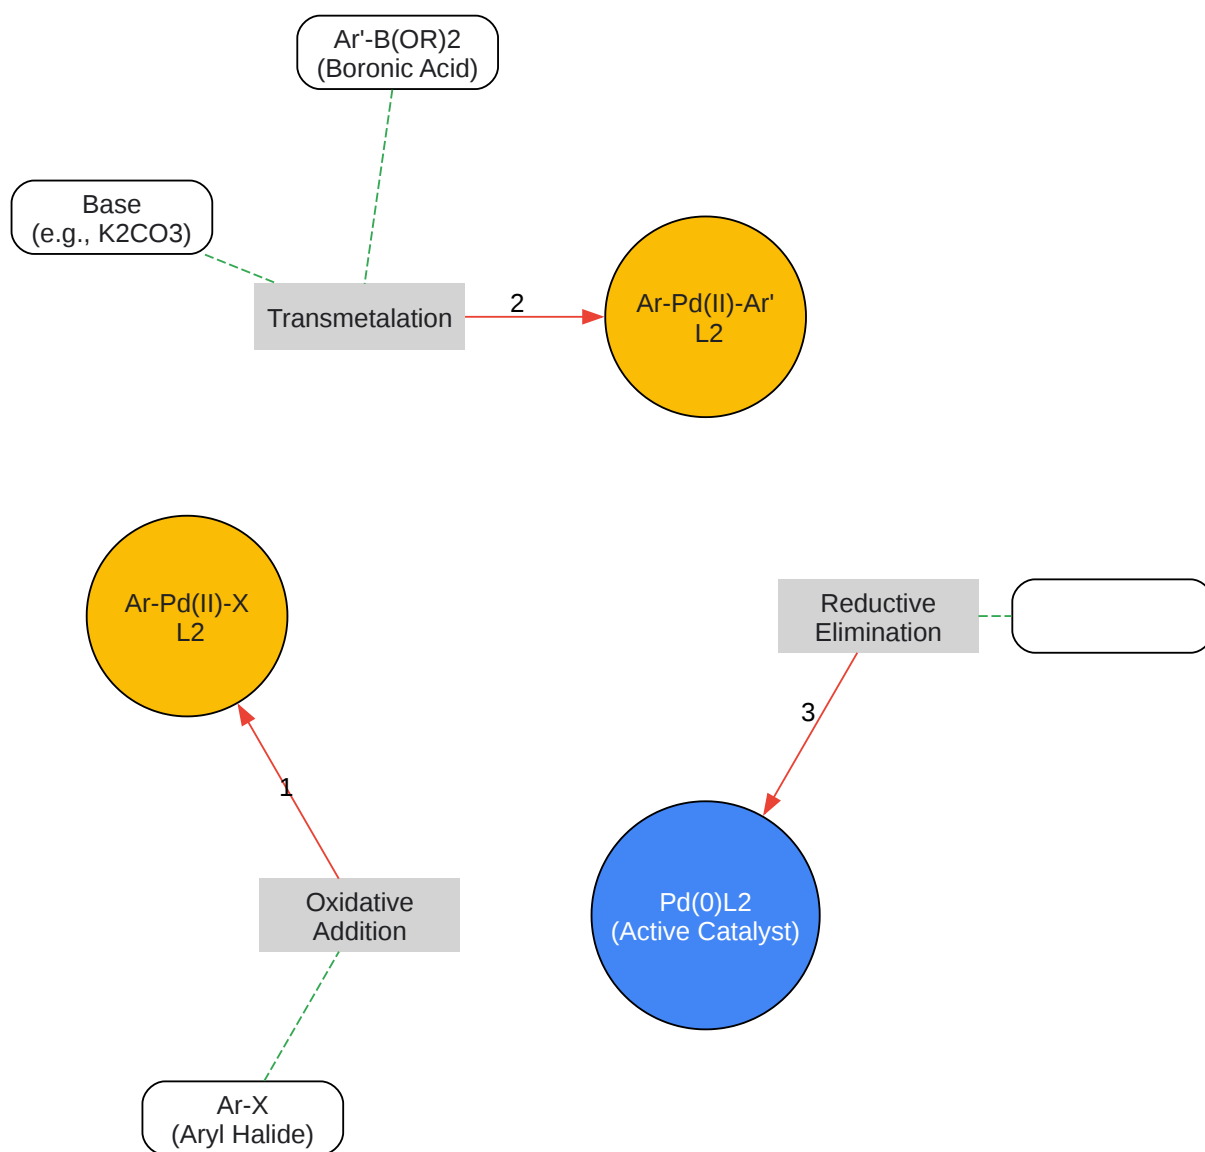 Ar'-B(OR)2
(Boronic Acid)
Base
(e.g., K2CO3)
Transmetalation
2
Ar-Pd(II)-Ar'
L2
Ar-Pd(II)-X
L2
Reductive
Elimination
3
1
Oxidative
Addition
Pd(0)L2
(Active Catalyst)
Ar-X
(Aryl Halide)